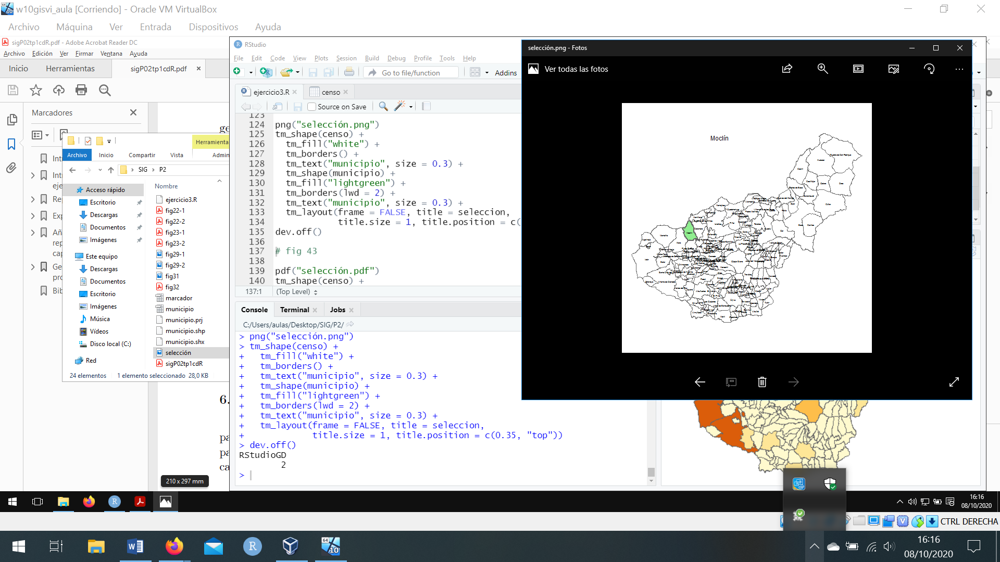 w10gisvi_aula [Corriendo] - Oracle VM VirtualBox
Archivo Máquina Ver Entrada Dispositivos Ayuda
sigP02tp1cdR.pdf - Adobe Acrobat Reader DC
Archivo Edición Ver Firmar Ventana Ayuda
Inicio Herramientas sigP02tp1cdR.pdf
Marcadores
Herramienta
Archivo Inicio Compartir Vista Admin
SIG P2
Acceso rápido
Escritorio
Descargas
Documentos
Imágenes
Este equipo
Descargas
Documentos
Escritorio
Imágenes
Música
Vídeos
Disco local (C:)
Red
Nombre
ejercicio3.R
fig22-1
fig22-2
fig23-1
fig23-2
fig29-1
fig29-2
fig31
fig32
marcador
municipio
municipio.prj
municipio.shp
municipio.shx
selección
sigP02tp1cdR
24 elementos 1 elemento seleccionado 28,0 KB
6.
pa
pa
ca
210 x 297 mm
RStudio
File Edit Code View Plots Session Build Debug Profile Tools Help
Go to file/function Addins
ejercicio3.R censo
Source on Save
123
124 png("selección.png")
125 tm_shape(censo) +
126 tm_fill("white") +
127 tm_borders() +
128 tm_text("municipio", size = 0.3) +
129 tm_shape(municipio) +
130 tm_fill("lightgreen") +
131 tm_borders(lwd = 2) +
132 tm_text("municipio", size = 0.3) +
133 tm_layout(frame = FALSE, title = seleccion,
134 title.size = 1, title.position = c(
135 dev.off()
136
137 # fig 43
138
139 pdf("selección.pdf")
140 tm_shape(censo) +
137:1 (Top Level)
Console Terminal Jobs
C:/Users/aulas/Desktop/SIG/P2/
> png("selección.png")
> tm_shape(censo) +
+ tm_fill("white") +
+ tm_borders() +
+ tm_text("municipio", size = 0.3) +
+ tm_shape(municipio) +
+ tm_fill("lightgreen") +
+ tm_borders(lwd = 2) +
+ tm_text("municipio", size = 0.3) +
+ tm_layout(frame = FALSE, title = seleccion,
+ title.size = 1, title.position = c(0.35, "top"))
> dev.off()
RStudioGD
2
>
selección.png - Fotos
Ver todas las fotos
Moclín
16:16
08/10/2020
CTRL DERECHA
16:16
08/10/2020